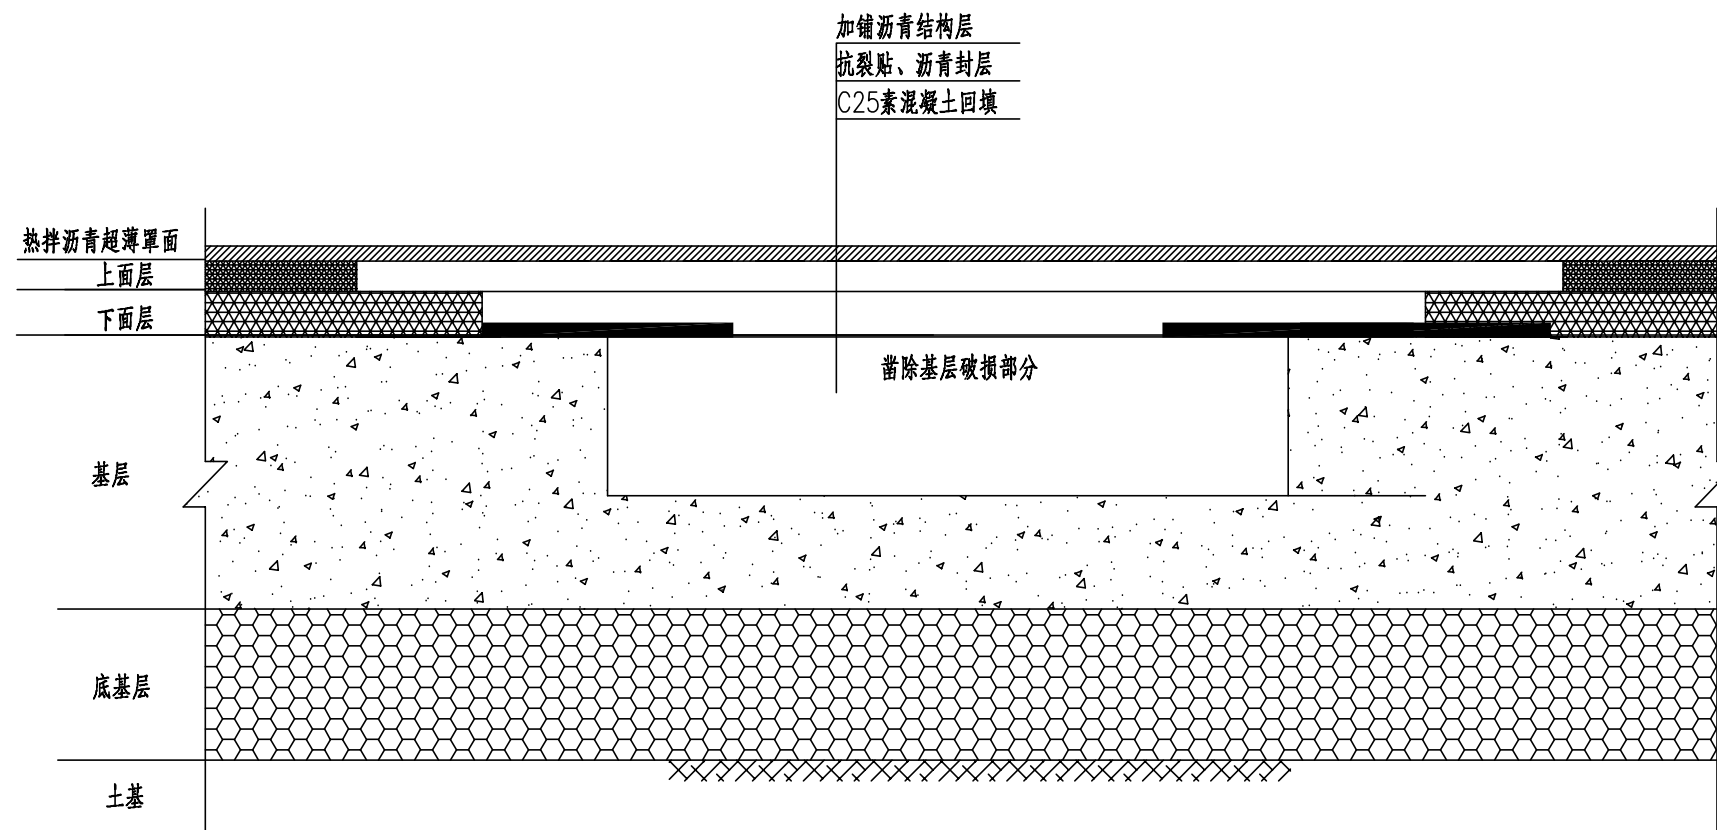 加铺沥青结构层
抗裂贴、沥青封层
C25素混凝土回填
热拌沥青超薄罩面
上面层
下面层
凿除基层破损部分
基层
底基层
土基